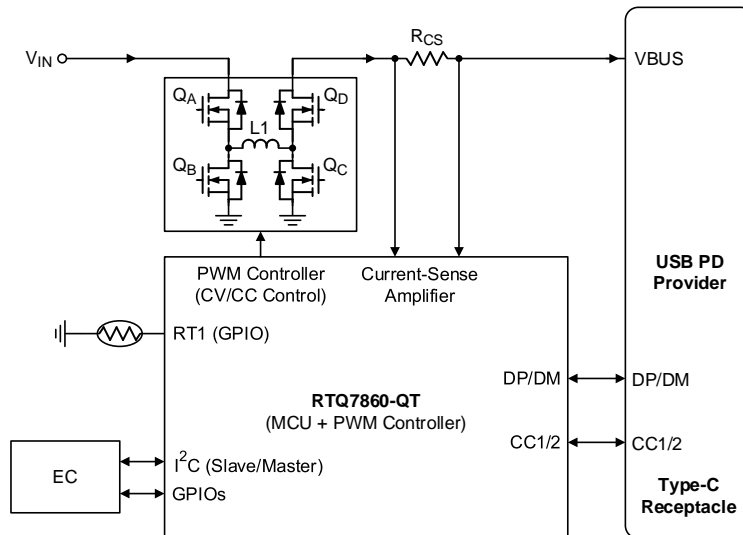 V_IN
R_CS
VBUS
Q_A
Q_D
L1
Q_B
Q_C
PWM Controller
(CV/CC Control)
Current-Sense
Amplifier
USB PD
Provider
RT1 (GPIO)
RTQ7860-QT
(MCU + PWM Controller)
DP/DM
DP/DM
CC1/2
CC1/2
EC
I²C (Slave/Master)
GPIOs
Type-C
Receptacle